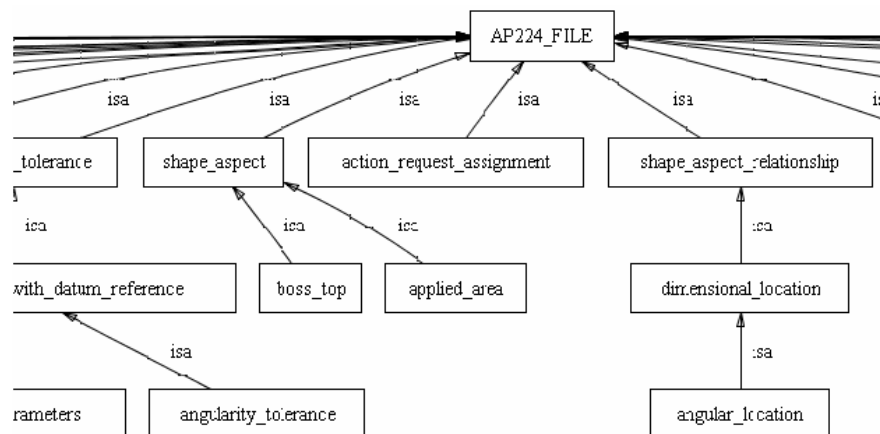 AP224_FILE
isa isa isa isa isa isa
_tolerance shape_aspect action_request_assignment shape_aspect_relationship
isa isa isa isa
with_datum_reference boss_top applied_area dimensional_location
isa isa
rameters angularity_tolerance angular_location